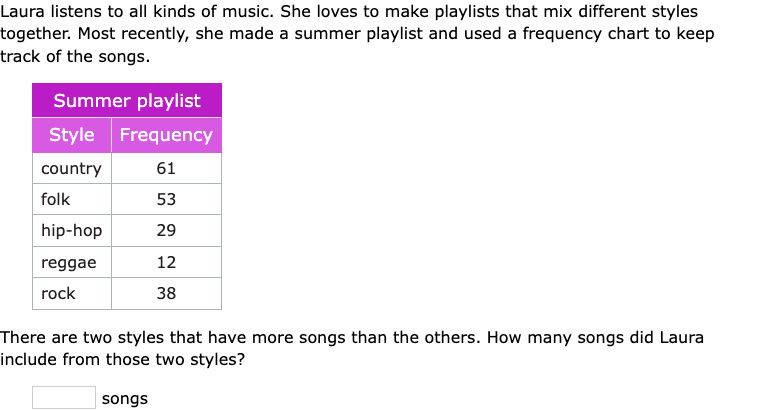 Laura listens to all kinds of music. She loves to make playlists that mix different styles
together. Most recently, she made a summer playlist and used a frequency chart to keep
track of the songs.
Summer playlist
Style Frequency
country 61
folk 53
hip-hop 29
reggae 12
rock 38
There are two styles that have more songs than the others. How many songs did Laura
include from those two styles?
songs